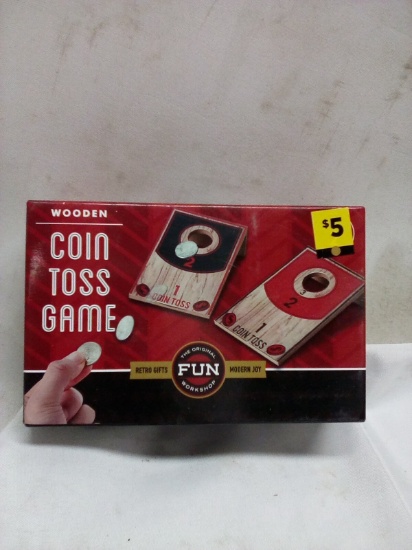 WOODEN
COIN
TOSS
GAME
$5
2
1
COIN TOSS
3
2
1
COIN TOSS
RETRO GIFTS
THE ORIGINAL
FUN
WORKSHOP
MODERN JOY